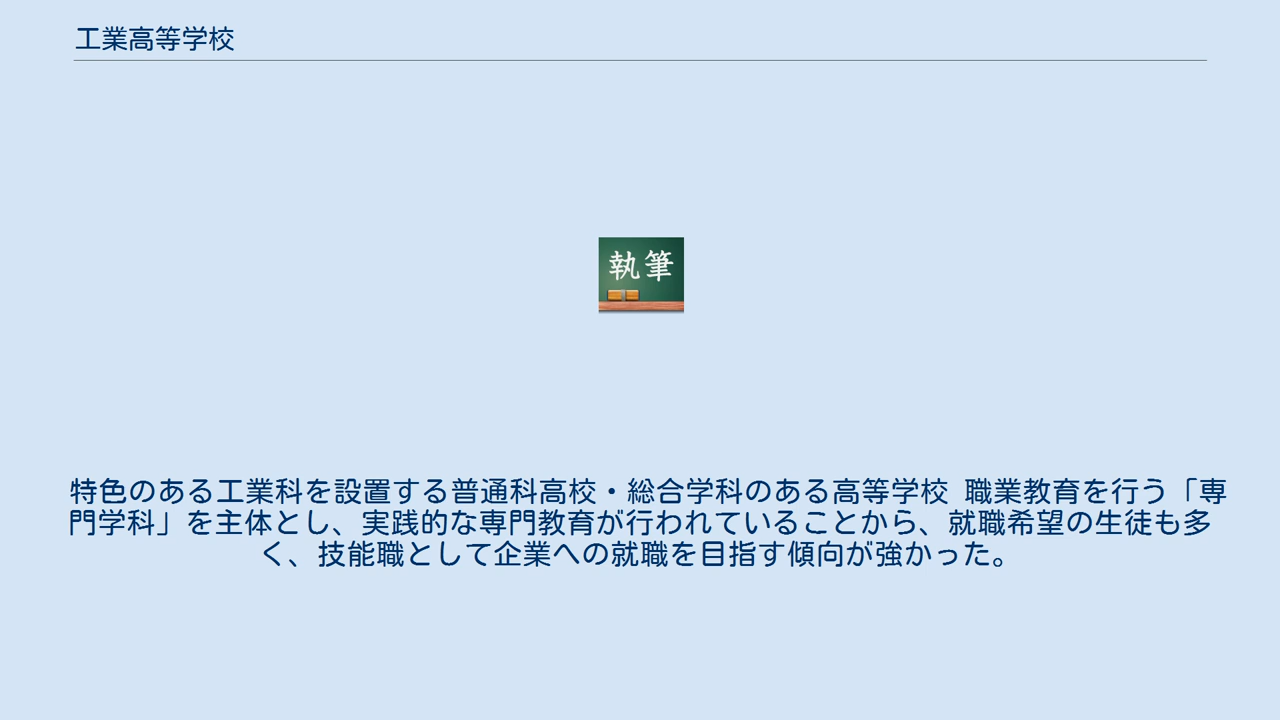 工業高等学校
執筆
特色のある工業科を設置する普通科高校・総合学科のある高等学校 職業教育を行う「専
門学科」を主体とし、実践的な専門教育が行われていることから、就職希望の生徒も多
く、技能職として企業への就職を目指す傾向が強かった。